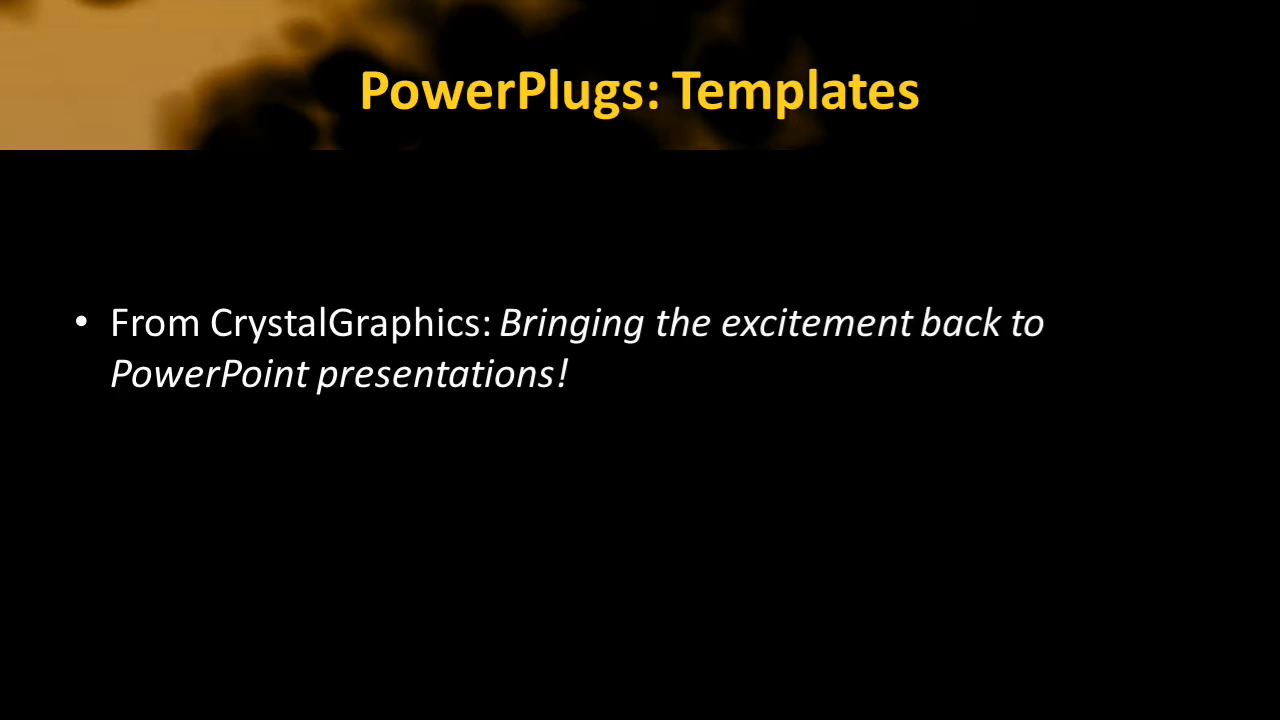 PowerPlugs: Templates
• From CrystalGraphics: Bringing the excitement back to
PowerPoint presentations!